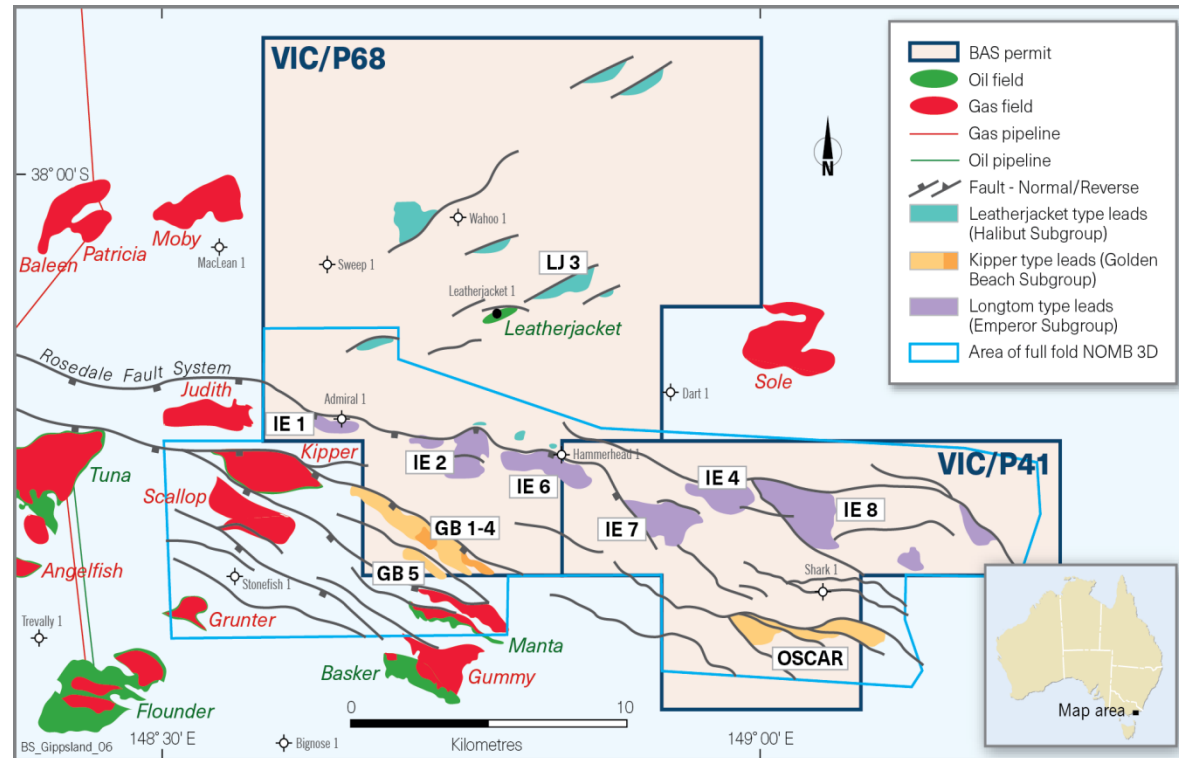 VIC/P68
BAS permit
Oil field
Gas field
Gas pipeline
Oil pipeline
Fault - Normal/Reverse
Leatherjacket type leads
(Halibut Subgroup)
Kipper type leads (Golden
Beach Subgroup)
Longtom type leads
(Emperor Subgroup)
Area of full fold NOMB 3D
N
38° 00' S
Wahoo 1
Moby
Patricia
Baleen
MacLean 1
Sweep 1
LJ 3
Leatherjacket 1
Leatherjacket
Rosedale Fault System
Judith
Sole
Dart 1
Admiral 1
IE 1
Kipper
IE 2
Hammerhead 1
VIC/P41
Tuna
IE 6
IE 4
Scallop
IE 8
GB 1-4
IE 7
Angelfish
GB 5
Stonefish 1
Shark 1
Grunter
Trevally 1
Manta
OSCAR
Basker
Gummy
Flounder
0
10
Kilometres
Map area
BS_Gippsland_06
148° 30' E
Bignose 1
149° 00' E